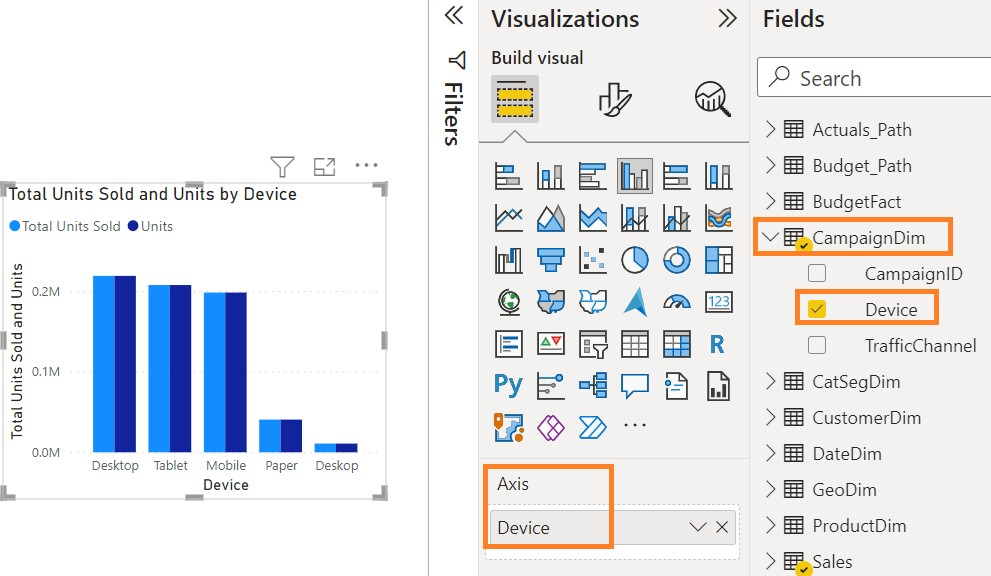 Total Units Sold and Units by Device
Total Units Sold Units
Total Units Sold and Units
0.2M
0.1M
0.0M
Desktop Tablet Mobile Paper Deskop
Device
Filters
Visualizations
Build visual
123
R
Py
Axis
Device
Fields
Search
Actuals_Path
Budget_Path
BudgetFact
CampaignDim
CampaignID
Device
TrafficChannel
CatSegDim
CustomerDim
DateDim
GeoDim
ProductDim
Sales